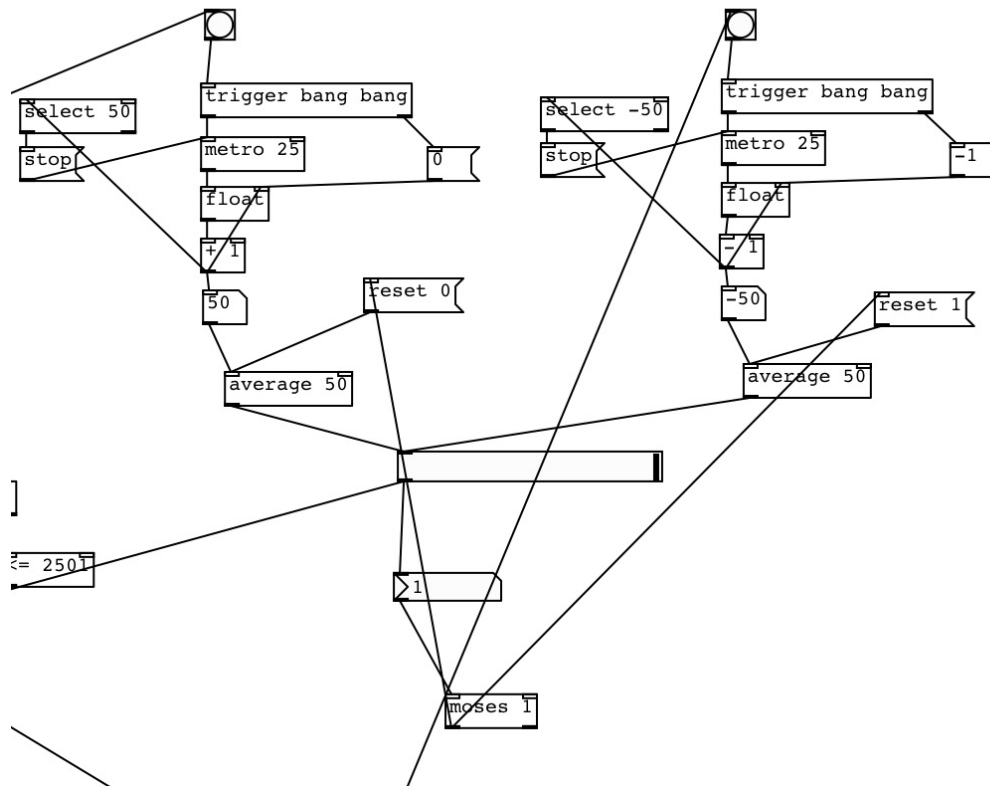 trigger bang bang
trigger bang bang
select 50
select -50
metro 25
metro 25
stop
0
stop
-1
float
float
+ 1
- 1
50
reset 0
-50
reset 1
average 50
average 50
<= 2501
1
moses 1